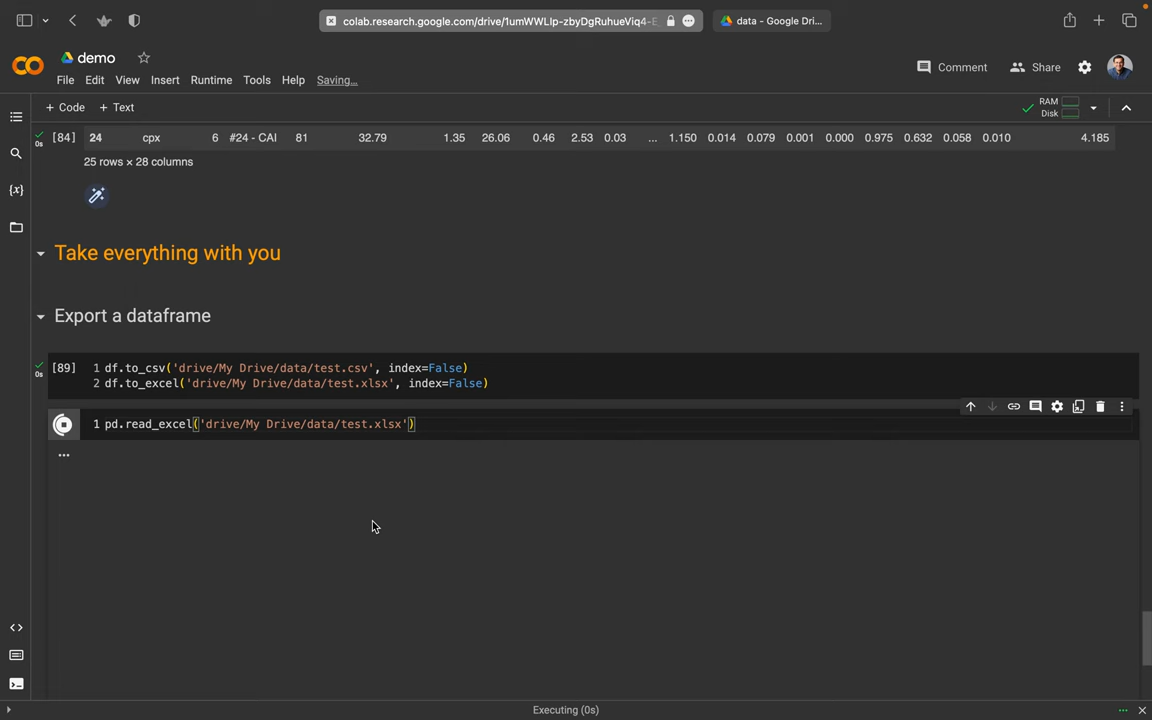 colab.research.google.com/drive/1umWWLIp-zbyDgRuhueViq4-E
data - Google Dri...
demo
File Edit View Insert Runtime Tools Help Saving...
Comment
Share
+ Code + Text
RAM
Disk
[84] 24 cpx 6 #24 - CAI 81 32.79 1.35 26.06 0.46 2.53 0.03 ... 1.150 0.014 0.079 0.001 0.000 0.975 0.632 0.058 0.010 4.185
0s
25 rows × 28 columns
{x}
Take everything with you
Export a dataframe
[89] 1 df.to_csv('drive/My Drive/data/test.csv', index=False)
0s
2 df.to_excel('drive/My Drive/data/test.xlsx', index=False)
1 pd.read_excel('drive/My Drive/data/test.xlsx')
...
Executing (0s)